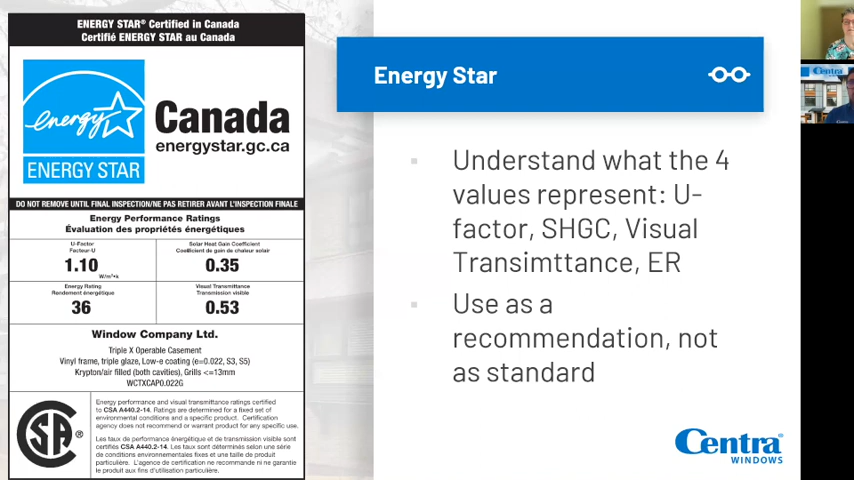 ENERGY STAR® Certified in Canada
Certifié ENERGY STAR au Canada
energy
ENERGY STAR
Canada
energystar.gc.ca
DO NOT REMOVE UNTIL FINAL INSPECTION/NE PAS RETIRER AVANT L'INSPECTION FINALE
Energy Performance Ratings
Évaluation des propriétés énergétiques
U-Factor
Facteur-U
1.10
W/m²•k
Solar Heat Gain Coefficient
Coefficient de gain de chaleur solair
0.35
Energy Rating
Rendement énergétique
36
Visual Transmittance
Transmission visible
0.53
Window Company Ltd.
Triple X Operable Casement
Vinyl frame, triple glaze, Low-e coating (e=0.022, S3, S5)
Krypton/air filled (both cavities), Grills <=13mm
WCTXCAP0.022G
CSA®
Energy performance and visual transmittance ratings certified
to CSA A440.2-14. Ratings are determined for a fixed set of
environmental conditions and a specific product. Certification
agency does not recommend or warrant product for any specific use.
Les taux de performance énergétique et de transmission visible sont
certifiés CSA A440.2-14. Les taux sont déterminés selon une série
de conditions environnementales fixes et une taille de produit
particulière. L'agence de certification ne recommande ni ne garantie
le produit aux fins d'utilisation particulière.
Energy Star
Understand what the 4
values represent: U-
factor, SHGC, Visual
Transimttance, ER
Use as a
recommendation, not
as standard
Centra®
WINDOWS
Centra